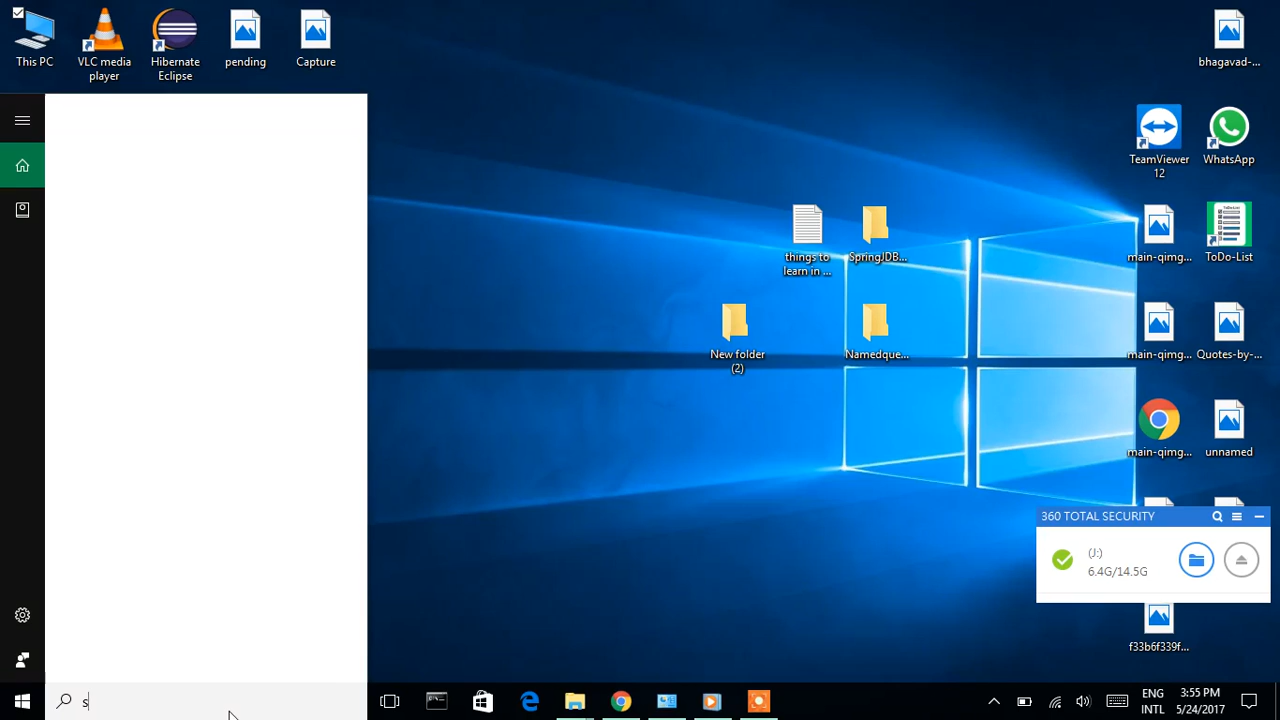 This PC
VLC media
player
Hibernate
Eclipse
pending
Capture
bhagavad-...
TeamViewer
12
WhatsApp
things to
learn in ...
SpringJDB...
main-qimg...
ToDo-List
New folder
(2)
Namedque...
main-qimg...
Quotes-by-...
main-qimg...
unnamed
360 TOTAL SECURITY
(J:)
6.4G/14.5G
f33b6f339f...
s
ENG
INTL
3:55 PM
5/24/2017